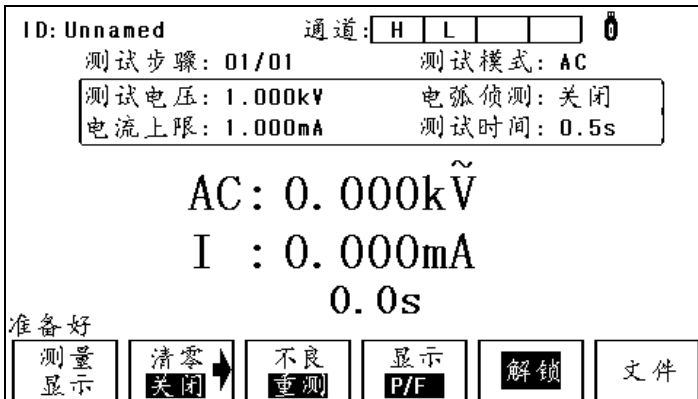 ID: Unnamed 通道: H L
测试步骤: 01/01 测试模式: AC
测试电压: 1.000kV 电弧侦测: 关闭
电流上限: 1.000mA 测试时间: 0.5s
AC: 0.000kV
I : 0.000mA
0.0s
准备好
测量 清零 不良 显示 解锁 文件
显示 关闭 重测 P/F